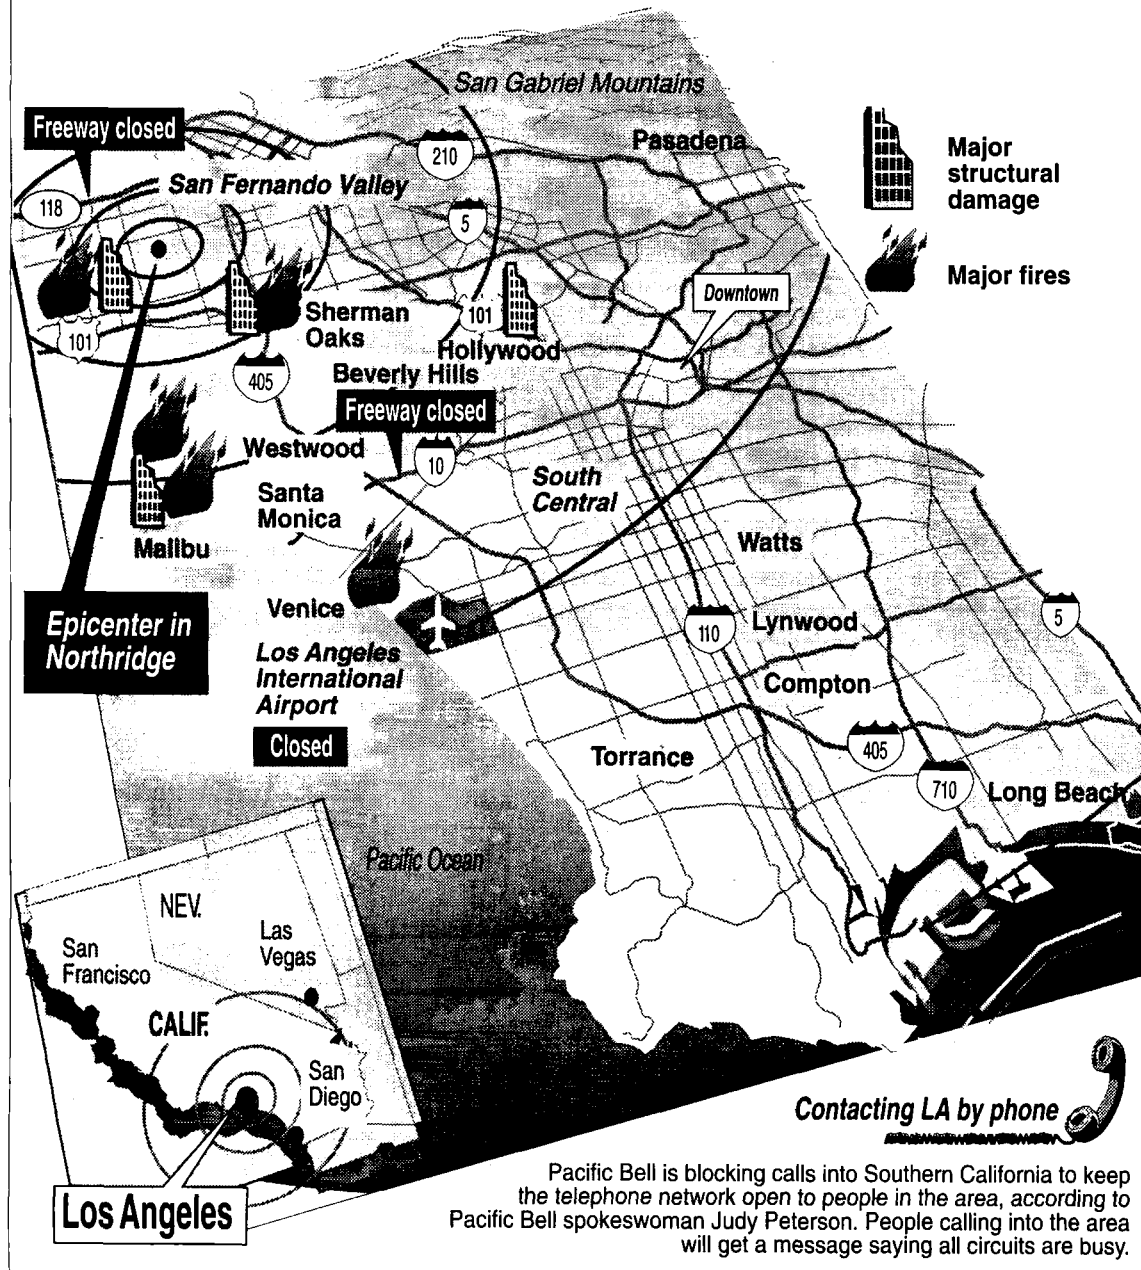 San Gabriel Mountains
Freeway closed
Pasadena
210
San Fernando Valley
118
5
Major
structural
damage
Major fires
Downtown
101
Sherman
Oaks
101
Hollywood
405
Beverly Hills
Freeway closed
Westwood
10
Santa
Monica
South
Central
Malibu
Watts
Venice
Epicenter in
Northridge
110
Lynwood
5
Los Angeles
International
Airport
Closed
Compton
Torrance
405
710
Long Beach
Pacific Ocean
NEV.
Las
Vegas
San
Francisco
CALIF.
San
Diego
Los Angeles
Contacting LA by phone
Pacific Bell is blocking calls into Southern California to keep
the telephone network open to people in the area, according to
Pacific Bell spokeswoman Judy Peterson. People calling into the area
will get a message saying all circuits are busy.